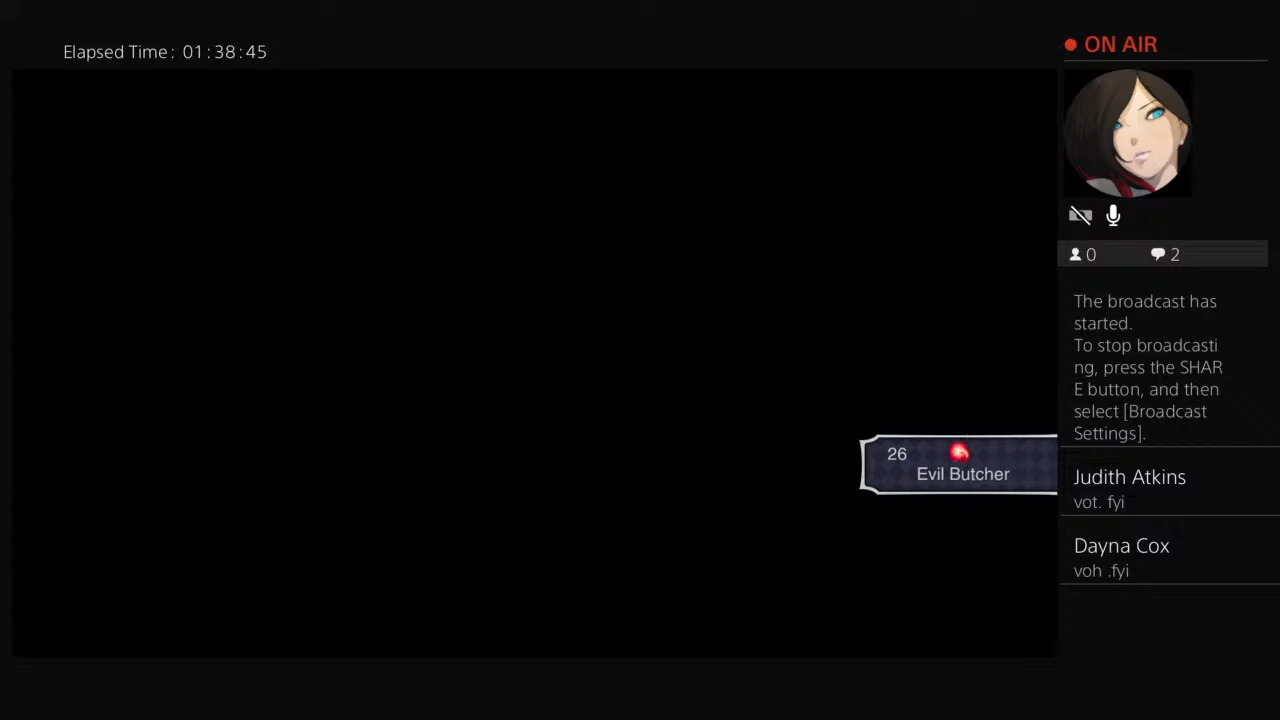 Elapsed Time: 01:38:45
ON AIR
0 2
The broadcast has
started.
To stop broadcasti
ng, press the SHAR
E button, and then
select [Broadcast
Settings].
26
Evil Butcher
Judith Atkins
vot. fyi
Dayna Cox
voh .fyi